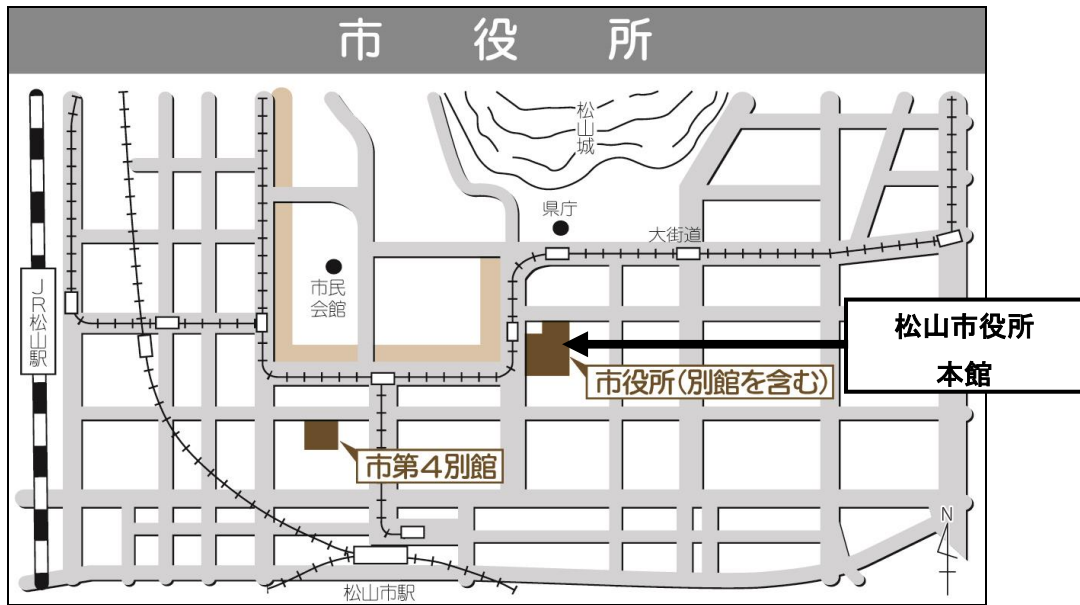 市役所
松山城
県庁
大街道
市民
会館
JR松山駅
松山市役所
本館
市役所(別館を含む)
市第4別館
N
松山市駅